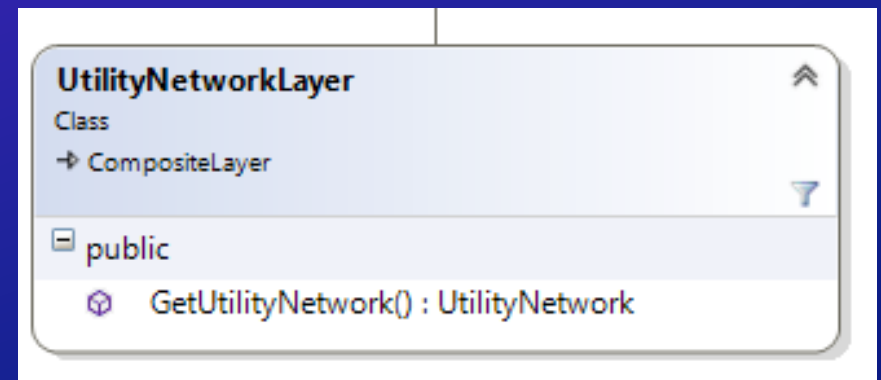 UtilityNetworkLayer
Class
CompositeLayer
public
GetUtilityNetwork() : UtilityNetwork